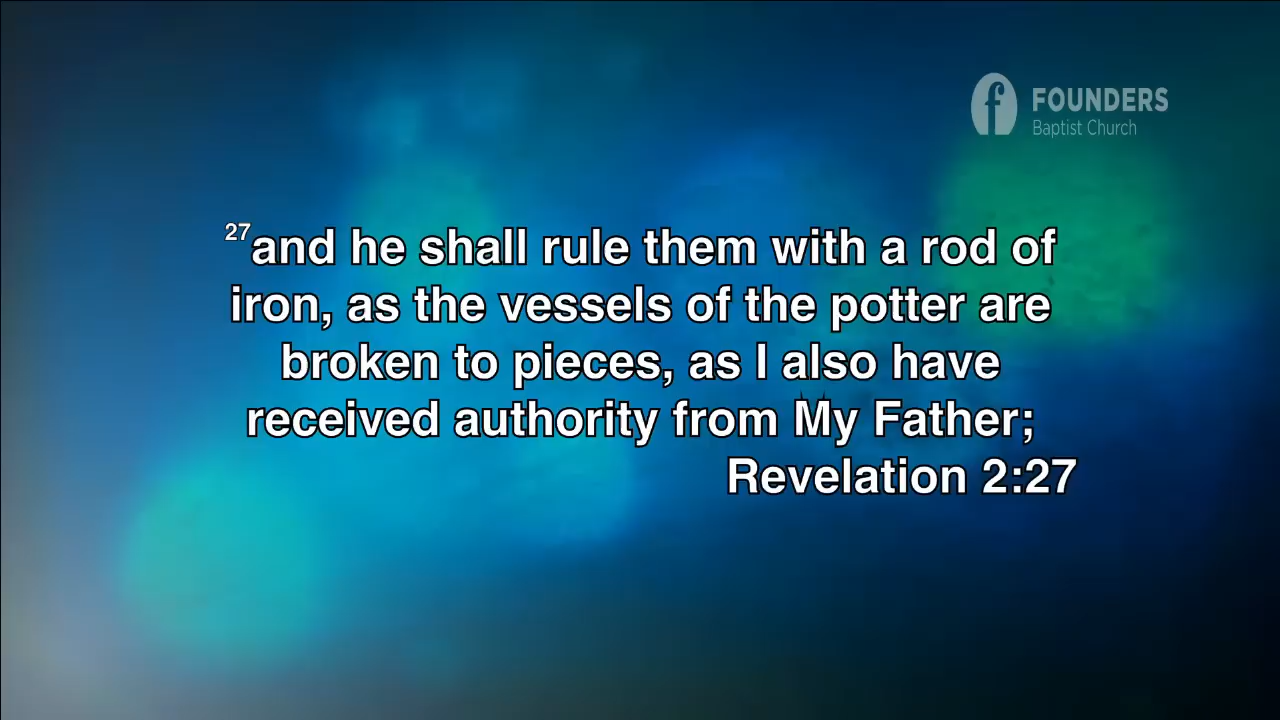 FOUNDERS
Baptist Church
27and he shall rule them with a rod of
iron, as the vessels of the potter are
broken to pieces, as I also have
received authority from My Father;
Revelation 2:27